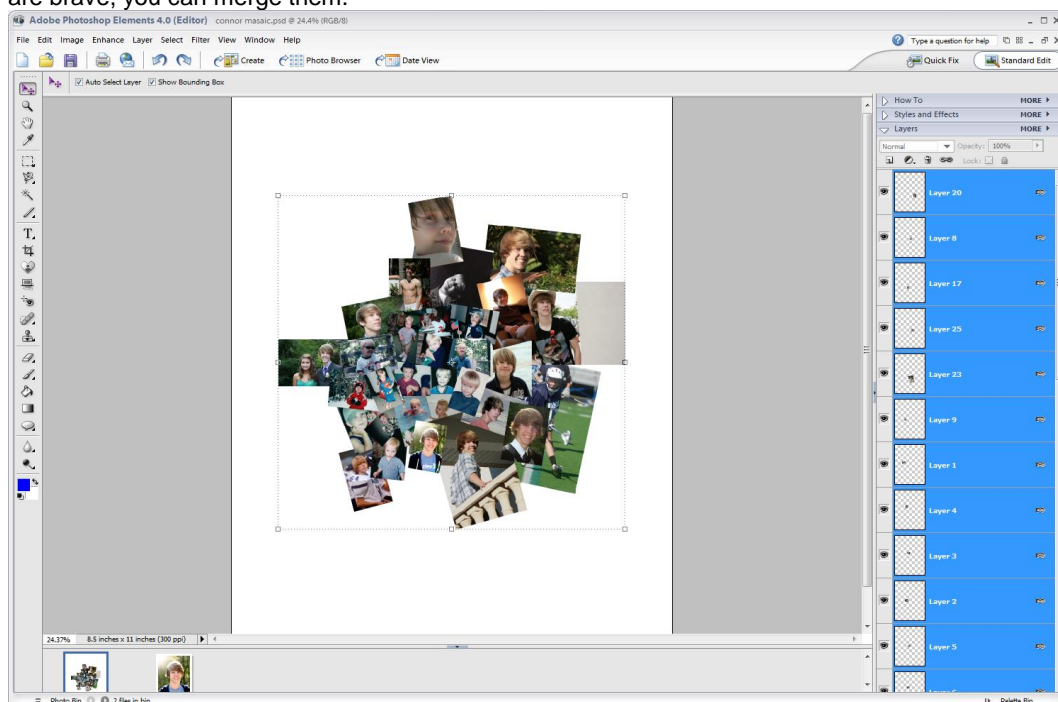 are brave, you can merge them.
Adobe Photoshop Elements 4.0 (Editor) connor masaic.psd @ 24.4% (RGB/8)
File Edit Image Enhance Layer Select Filter View Window Help Type a question for help
Create Photo Browser Date View Quick Fix Standard Edit
Auto Select Layer Show Bounding Box
How To MORE
Styles and Effects MORE
Layers MORE
Normal Opacity: 100%
Lock:
Layer 20
Layer 8
Layer 17
Layer 25
Layer 23
Layer 9
Layer 1
Layer 4
Layer 3
Layer 2
Layer 5
24.37% 8.5 inches x 11 inches (300 ppi)
Photo Bin 2 files in bin Palette Bin